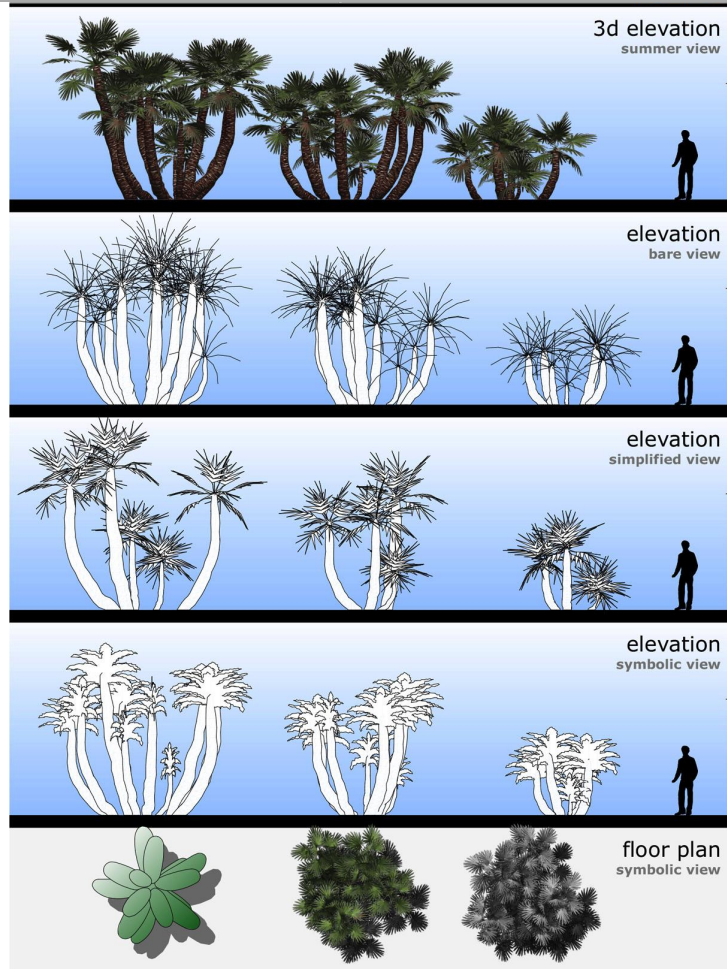 3d elevation
summer view
elevation
bare view
elevation
simplified view
elevation
symbolic view
floor plan
symbolic view